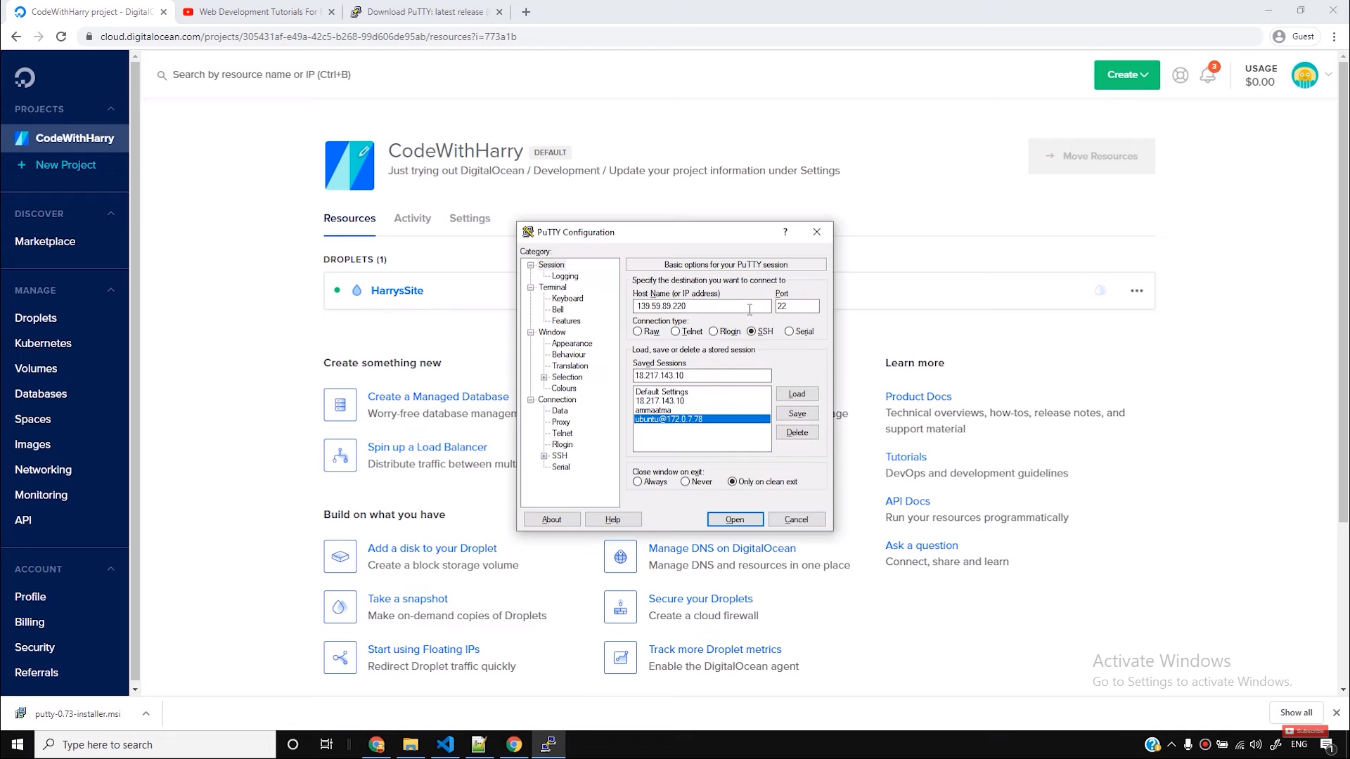 CodeWithHarry project - DigitalOcean
Web Development Tutorials For
Download PuTTY: latest release (
cloud.digitalocean.com/projects/305431af-e49a-42c5-b268-99d606de95ab/resources?i=773a1b
Guest
Search by resource name or IP (Ctrl+B)
Create
3
USAGE
$0.00
PROJECTS
CodeWithHarry
+ New Project
DISCOVER
Marketplace
MANAGE
Droplets
Kubernetes
Volumes
Databases
Spaces
Images
Networking
Monitoring
API
ACCOUNT
Profile
Billing
Security
Referrals
CodeWithHarry DEFAULT
Just trying out DigitalOcean / Development / Update your project information under Settings
→ Move Resources
Resources Activity Settings
DROPLETS (1)
HarrysSite
Create something new
Create a Managed Database
Worry-free database managem
Spin up a Load Balancer
Distribute traffic between mult
Build on what you have
Add a disk to your Droplet
Create a block storage volume
Take a snapshot
Make on-demand copies of Droplets
Start using Floating IPs
Redirect Droplet traffic quickly
Manage DNS on DigitalOcean
Manage DNS and resources in one place
Secure your Droplets
Create a cloud firewall
Track more Droplet metrics
Enable the DigitalOcean agent
Learn more
Product Docs
Technical overviews, how-tos, release notes, and
support material
Tutorials
DevOps and development guidelines
API Docs
Run your resources programmatically
Ask a question
Connect, share and learn
PuTTY Configuration
?
Category:
Session
Logging
Terminal
Keyboard
Bell
Features
Window
Appearance
Behaviour
Translation
Selection
Colours
Connection
Data
Proxy
Telnet
Rlogin
SSH
Serial
Basic options for your PuTTY session
Specify the destination you want to connect to
Host Name (or IP address) Port
139.59.89.220 22
Connection type:
Raw Telnet Rlogin SSH Serial
Load, save or delete a stored session
Saved Sessions
18.217.143.10
Default Settings
18.217.143.10
ammaatma
ubuntu@172.0.7.78
Load
Save
Delete
Close window on exit:
Always Never Only on clean exit
About Help Open Cancel
Activate Windows
Go to Settings to activate Windows.
putty-0.73-installer.msi
Show all
Subscribe
Type here to search
ENG
1